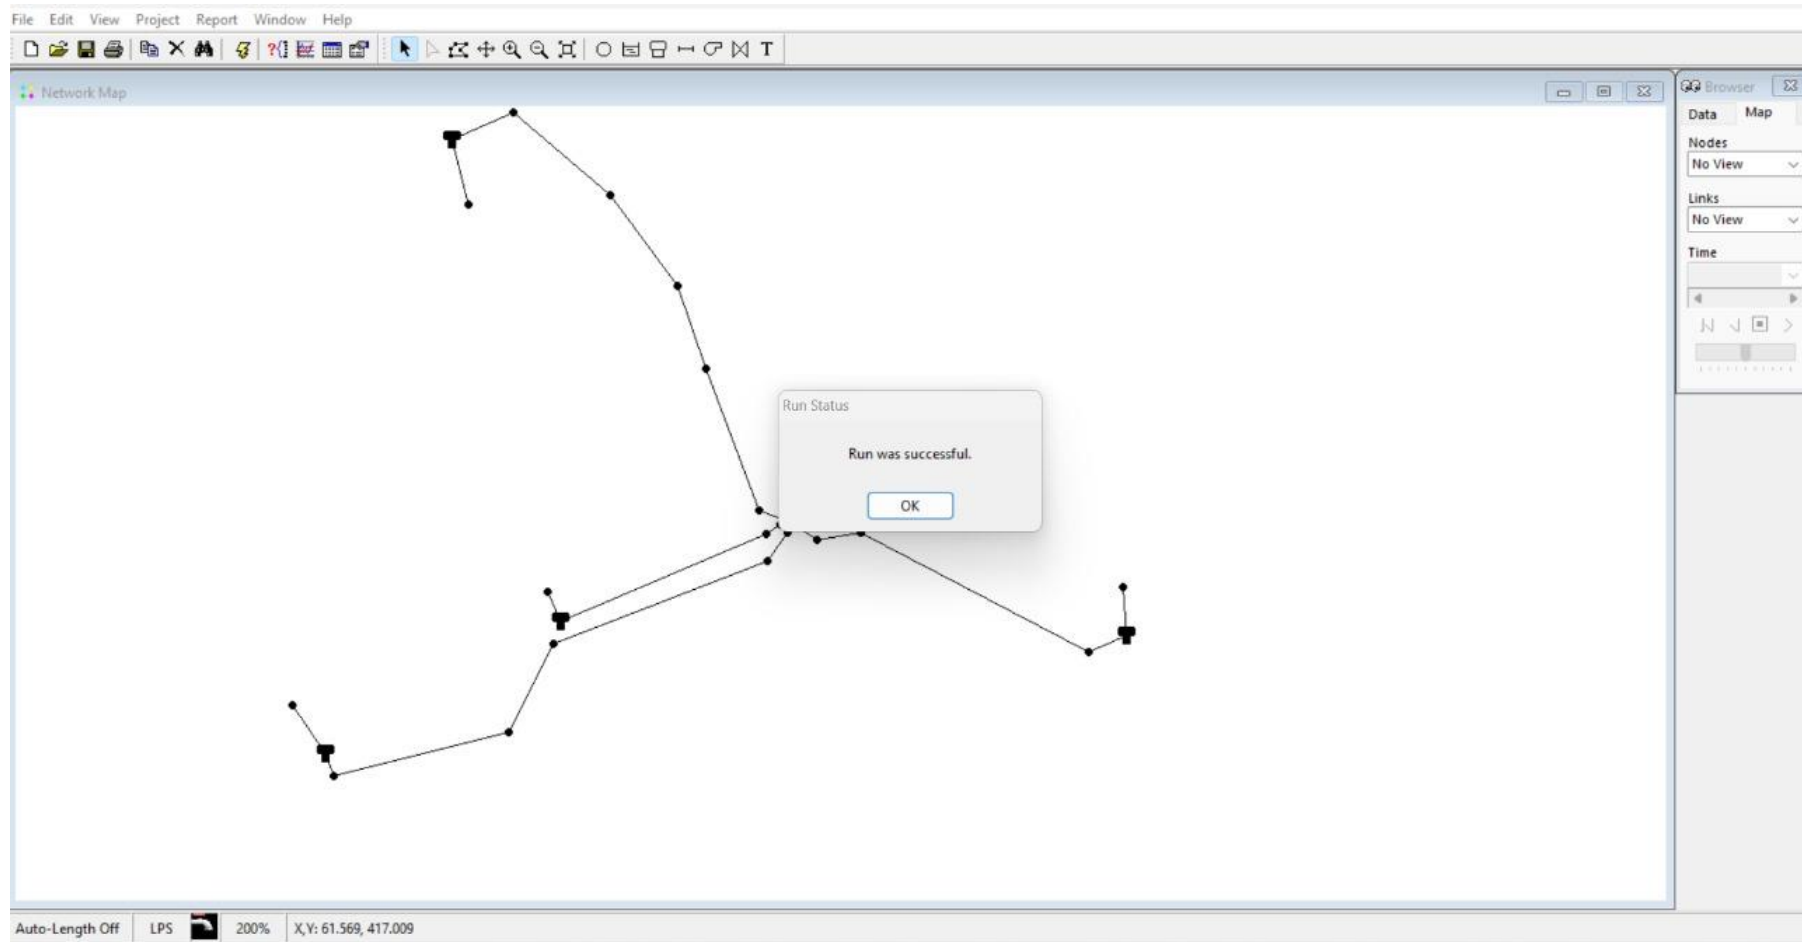 File Edit View Project Report Window Help
T
Network Map
Browser
Data Map
Nodes
No View
Links
No View
Time
Run Status
Run was successful.
OK
Auto-Length Off LPS 200% X,Y: 61.569, 417.009